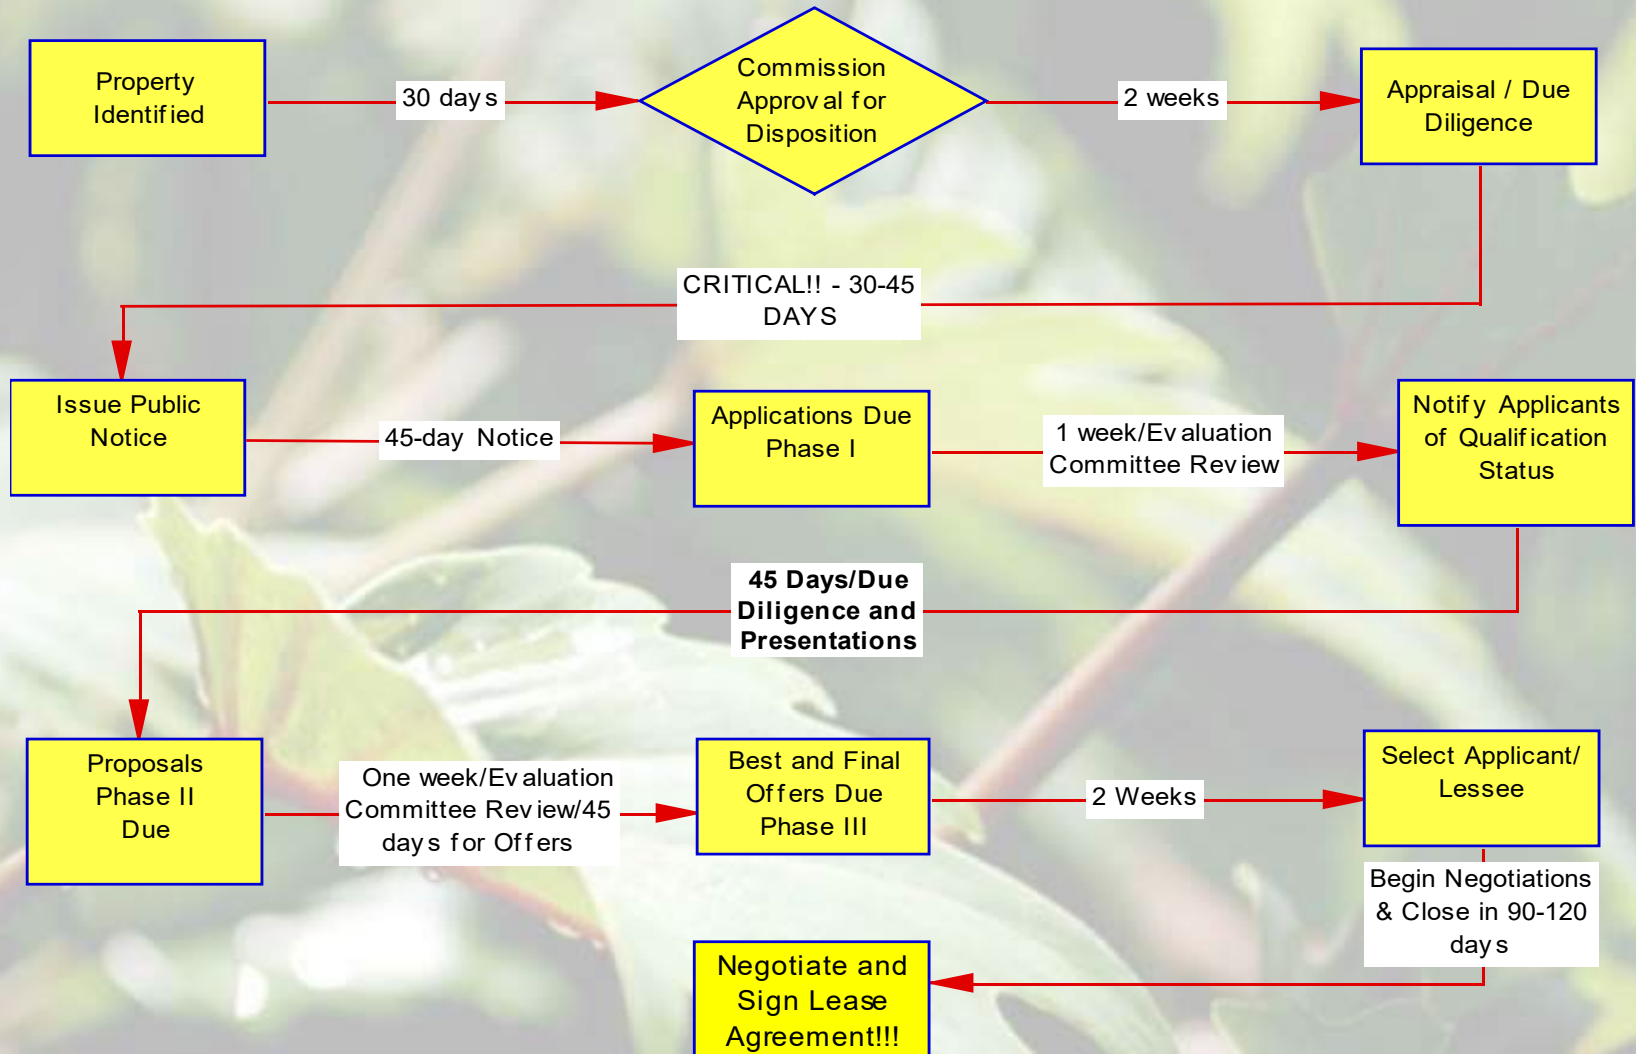 Property
Identified
30 days
Commission
Approval for
Disposition
2 weeks
Appraisal / Due
Diligence
CRITICAL!! - 30-45
DAYS
Issue Public
Notice
45-day Notice
Applications Due
Phase I
1 week/Evaluation
Committee Review
Notify Applicants
of Qualification
Status
45 Days/Due
Diligence and
Presentations
Proposals
Phase II
Due
One week/Evaluation
Committee Review/45
days for Offers
Best and Final
Offers Due
Phase III
2 Weeks
Select Applicant/
Lessee
Begin Negotiations
& Close in 90-120
days
Negotiate and
Sign Lease
Agreement!!!